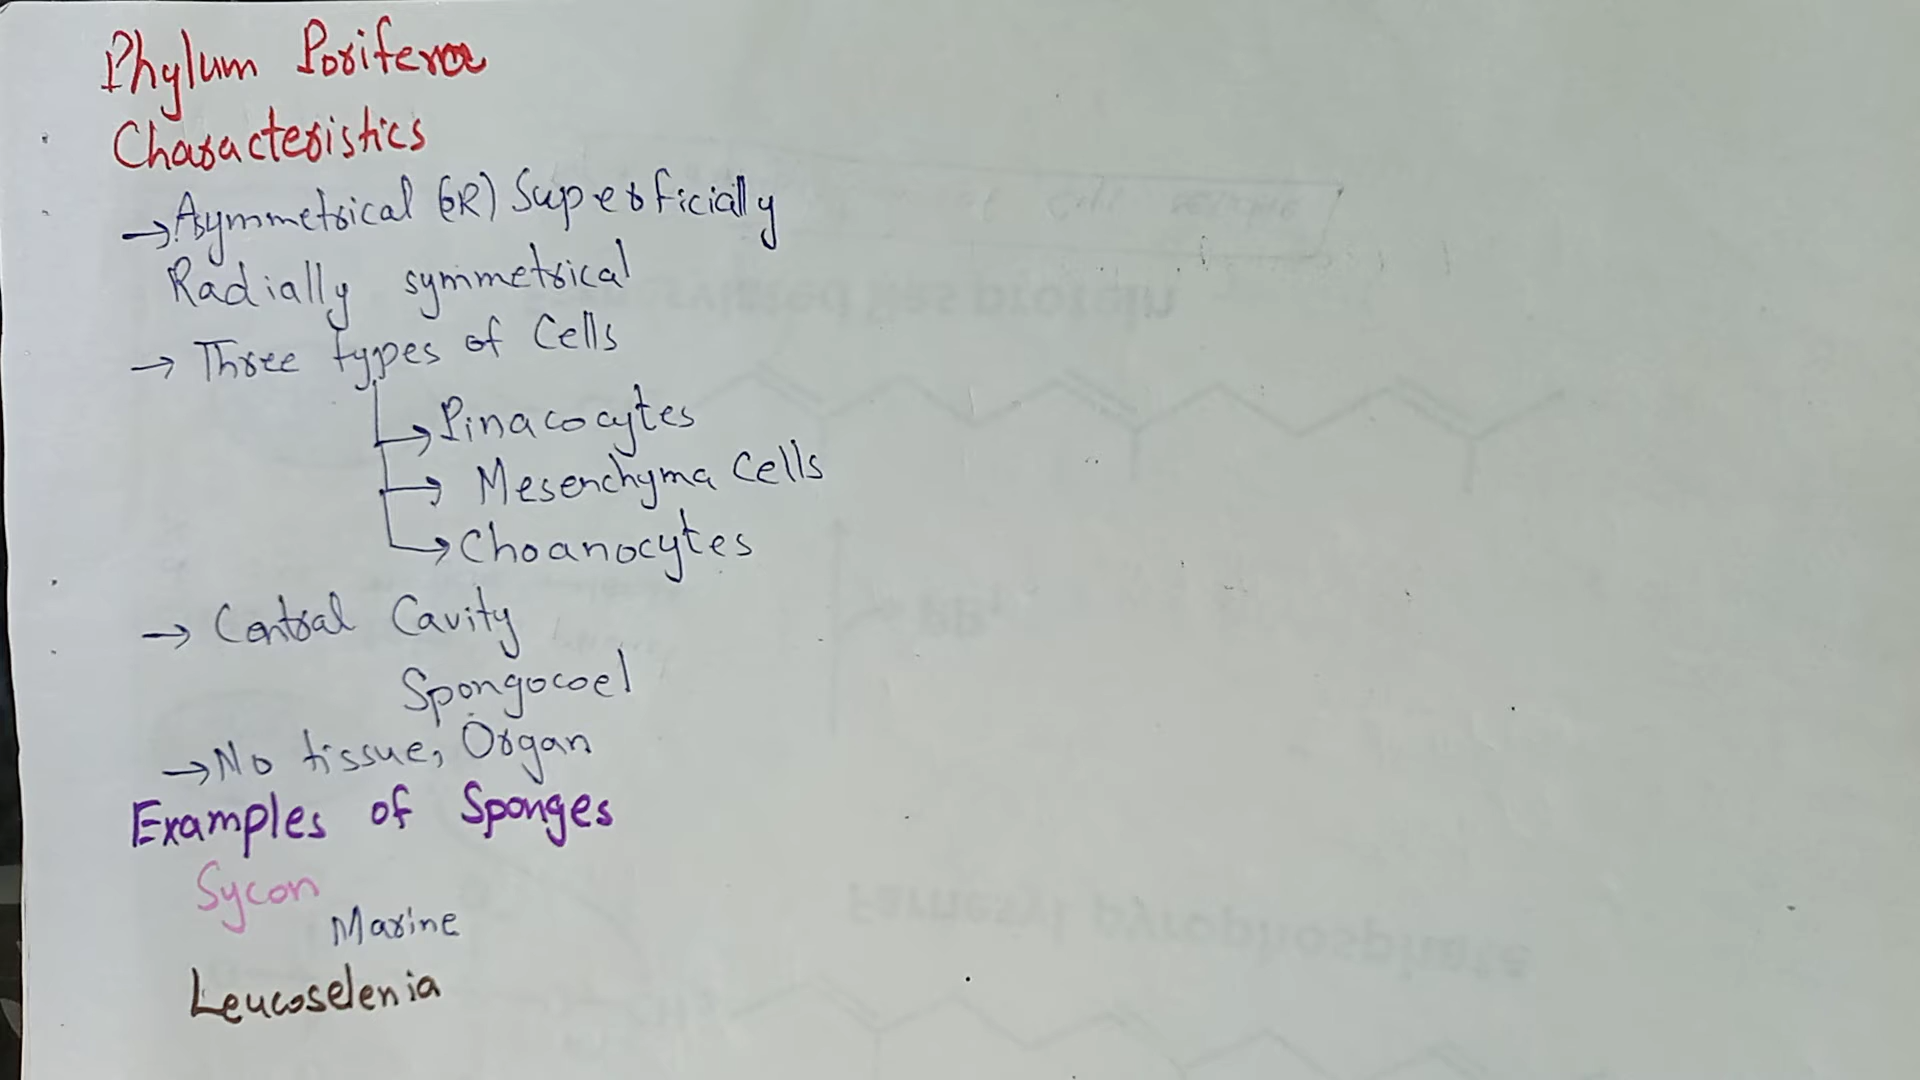 Phylum Porifera
Characteristics
→ Asymmetrical (OR) Superficially
Radially symmetrical
→ Three types of Cells
→ Pinacocytes
→ Mesenchyma Cells
→ Choanocytes
→ Central Cavity
Spongocoel
→ No tissue, Organ
Examples of Sponges
Sycon
Marine
Leucoselenia